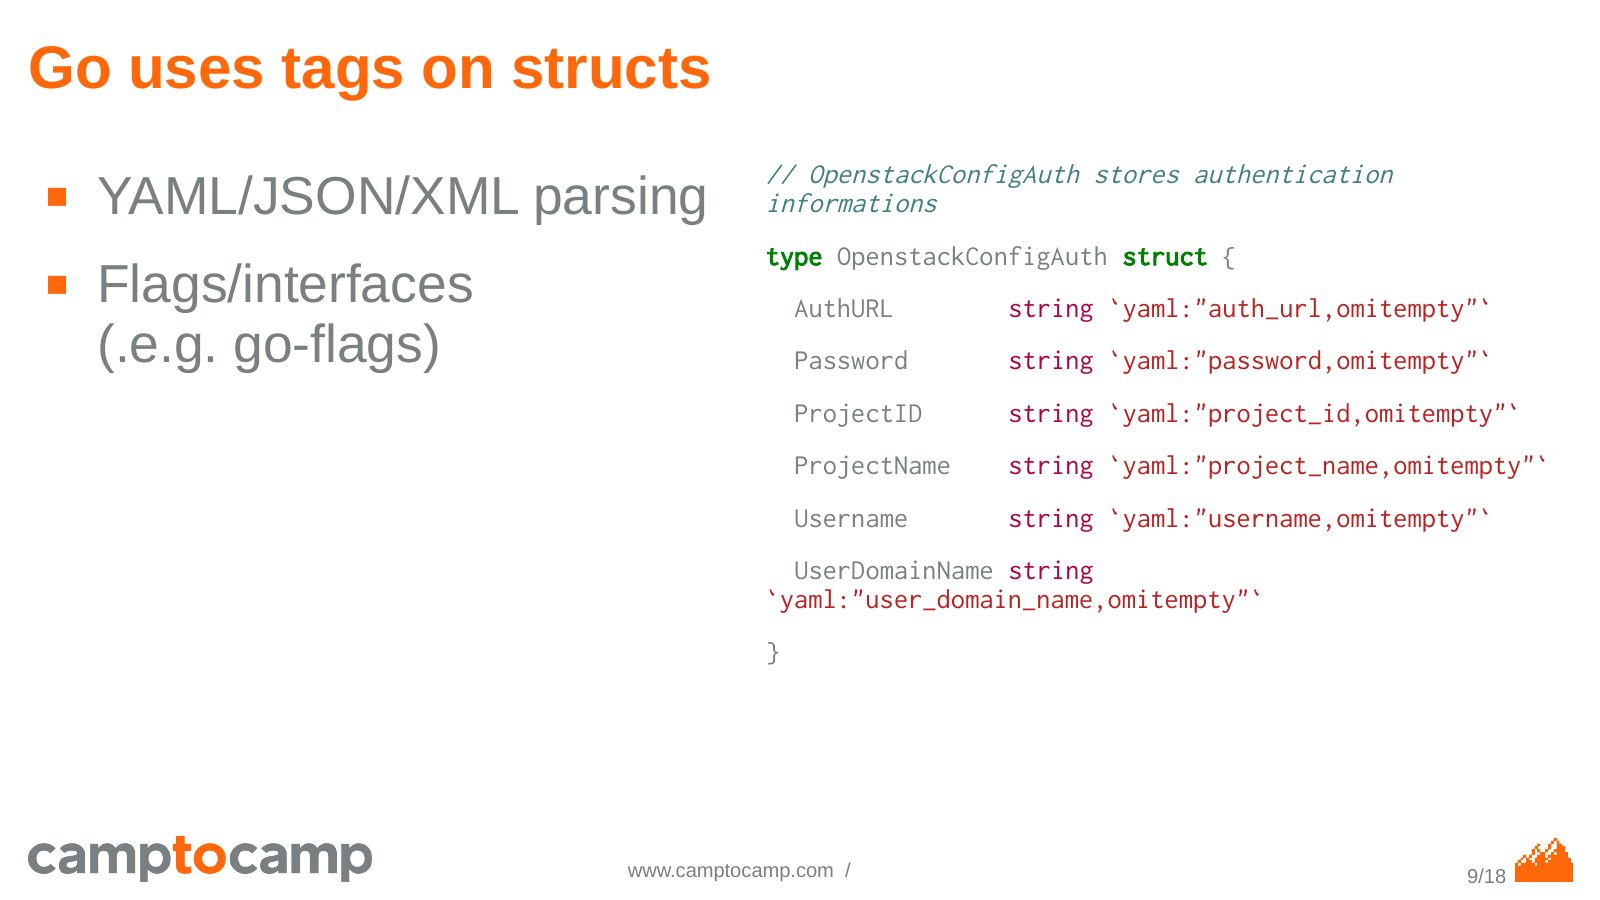 Go uses tags on structs
YAML/JSON/XML parsing
Flags/interfaces
(.e.g. go-flags)
// OpenstackConfigAuth stores authentication
informations
type OpenstackConfigAuth struct {
  AuthURL        string `yaml:"auth_url,omitempty"`
  Password       string `yaml:"password,omitempty"`
  ProjectID      string `yaml:"project_id,omitempty"`
  ProjectName    string `yaml:"project_name,omitempty"`
  Username       string `yaml:"username,omitempty"`
  UserDomainName string
`yaml:"user_domain_name,omitempty"`
}
camptocamp
www.camptocamp.com /
9/18